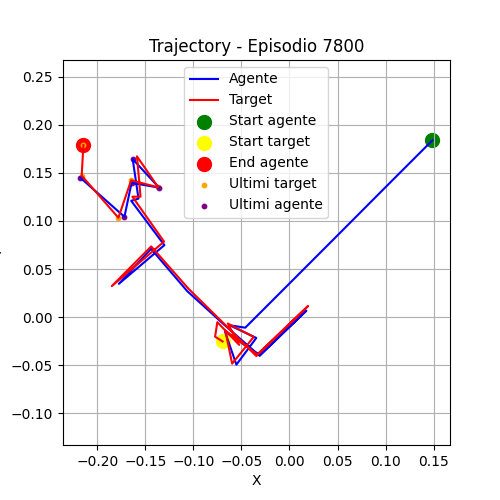 Trajectory - Episodio 7800
Agente
Target
Start agente
Start target
End agente
Ultimi target
Ultimi agente
0.25
0.20
0.15
0.10
0.05
0.00
−0.05
−0.10
−0.20 −0.15 −0.10 −0.05 0.00 0.05 0.10 0.15
X